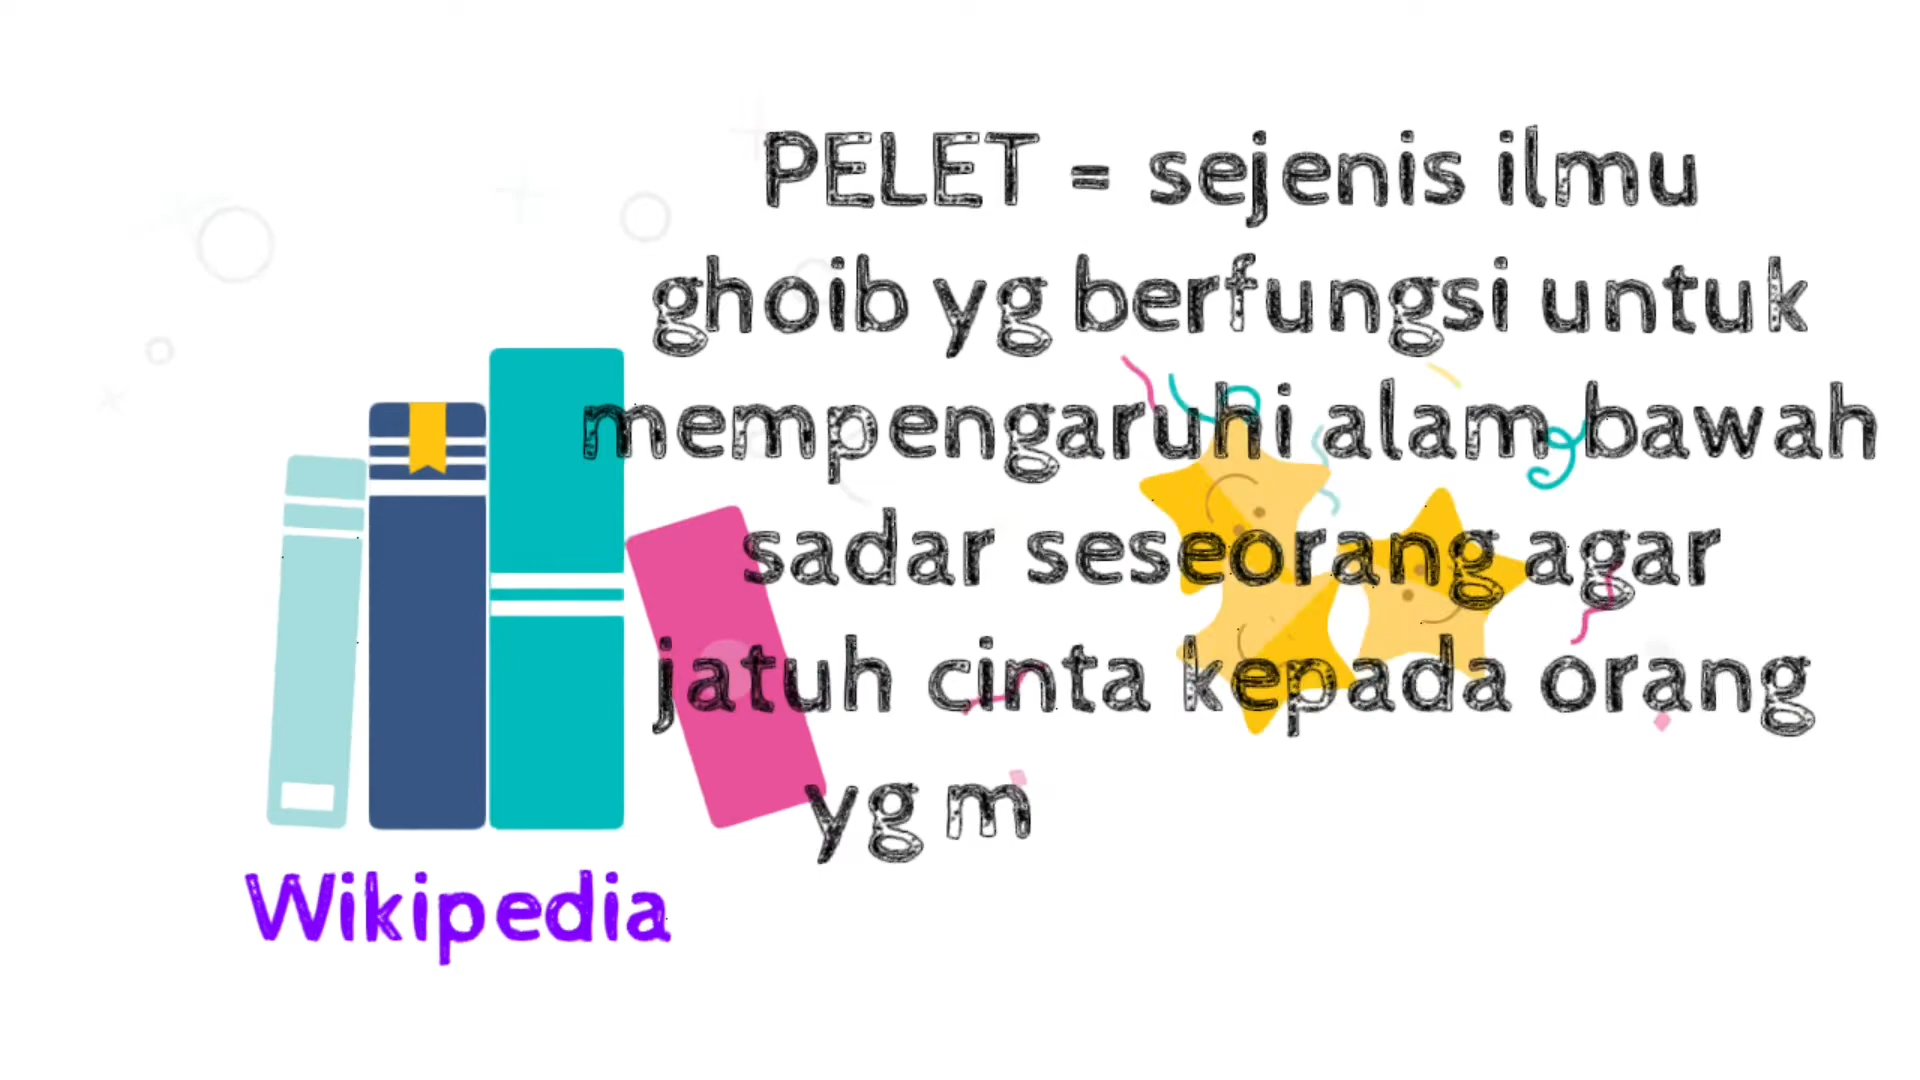 PELET = sejenis ilmu
ghoib yg berfungsi untuk
mempengaruhi alam bawah
sadar seseorang agar
jatuh cinta kepada orang
yg m
Wikipedia